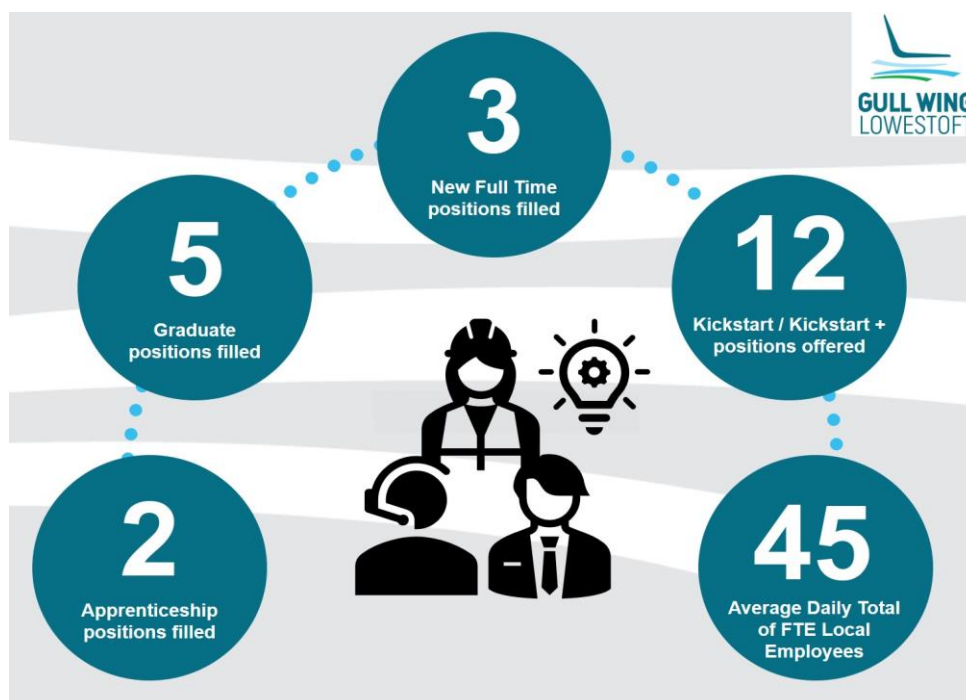 GULL WING
LOWESTOFT
3
New Full Time
positions filled
5
Graduate
positions filled
12
Kickstart / Kickstart +
positions offered
2
Apprenticeship
positions filled
45
Average Daily Total
of FTE Local
Employees